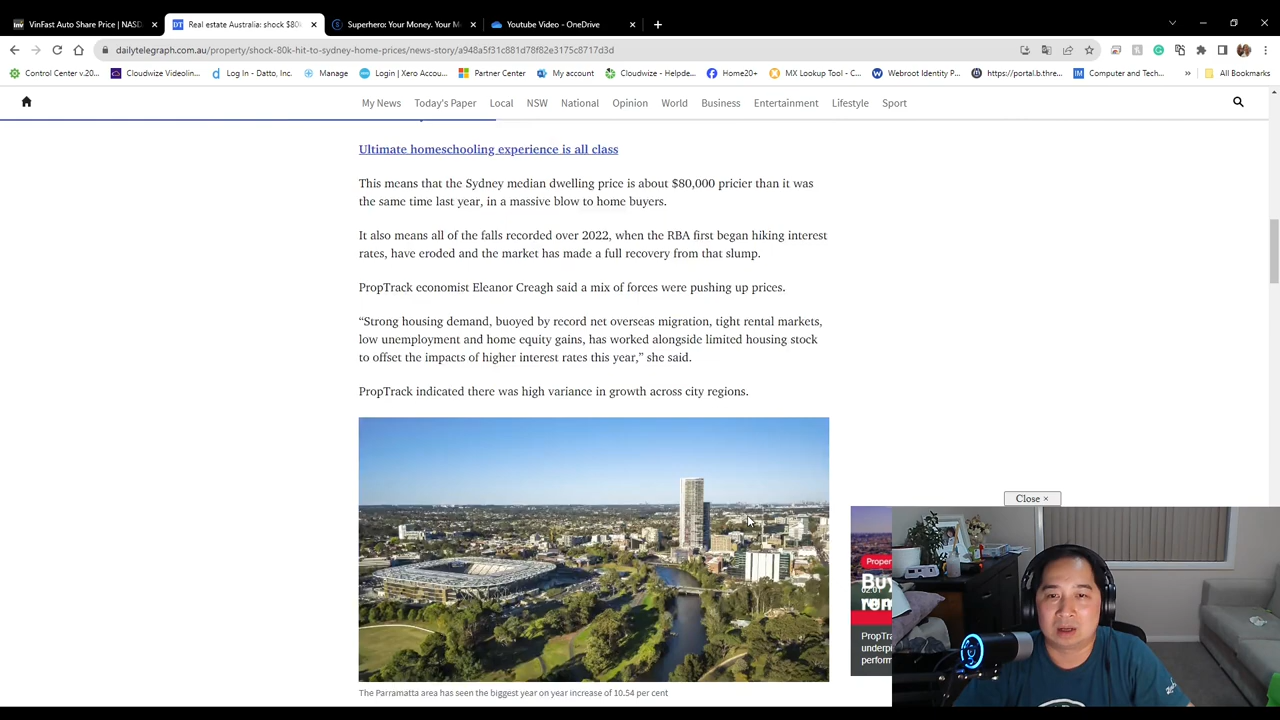 VinFast Auto Share Price | NASD
Real estate Australia: shock $80k
Superhero: Your Money. Your M
Youtube Video - OneDrive
dailytelegraph.com.au/property/shock-80k-hit-to-sydney-home-prices/news-story/a948a5f31c881d78f82e3175c8717d3d
Control Center v.20...
Cloudwize Videolin...
Log In - Datto, Inc.
Manage
Login | Xero Accou...
Partner Center
My account
Cloudwize - Helpde...
Home20+
MX Lookup Tool - C...
Webroot Identity P...
https://portal.b.thre...
Computer and Tech...
All Bookmarks
My News
Today's Paper
Local
NSW
National
Opinion
World
Business
Entertainment
Lifestyle
Sport
Ultimate homeschooling experience is all class
This means that the Sydney median dwelling price is about $80,000 pricier than it was
the same time last year, in a massive blow to home buyers.
It also means all of the falls recorded over 2022, when the RBA first began hiking interest
rates, have eroded and the market has made a full recovery from that slump.
PropTrack economist Eleanor Creagh said a mix of forces were pushing up prices.
“Strong housing demand, buoyed by record net overseas migration, tight rental markets,
low unemployment and home equity gains, has worked alongside limited housing stock
to offset the impacts of higher interest rates this year,” she said.
PropTrack indicated there was high variance in growth across city regions.
Close ×
The Parramatta area has seen the biggest year on year increase of 10.54 per cent